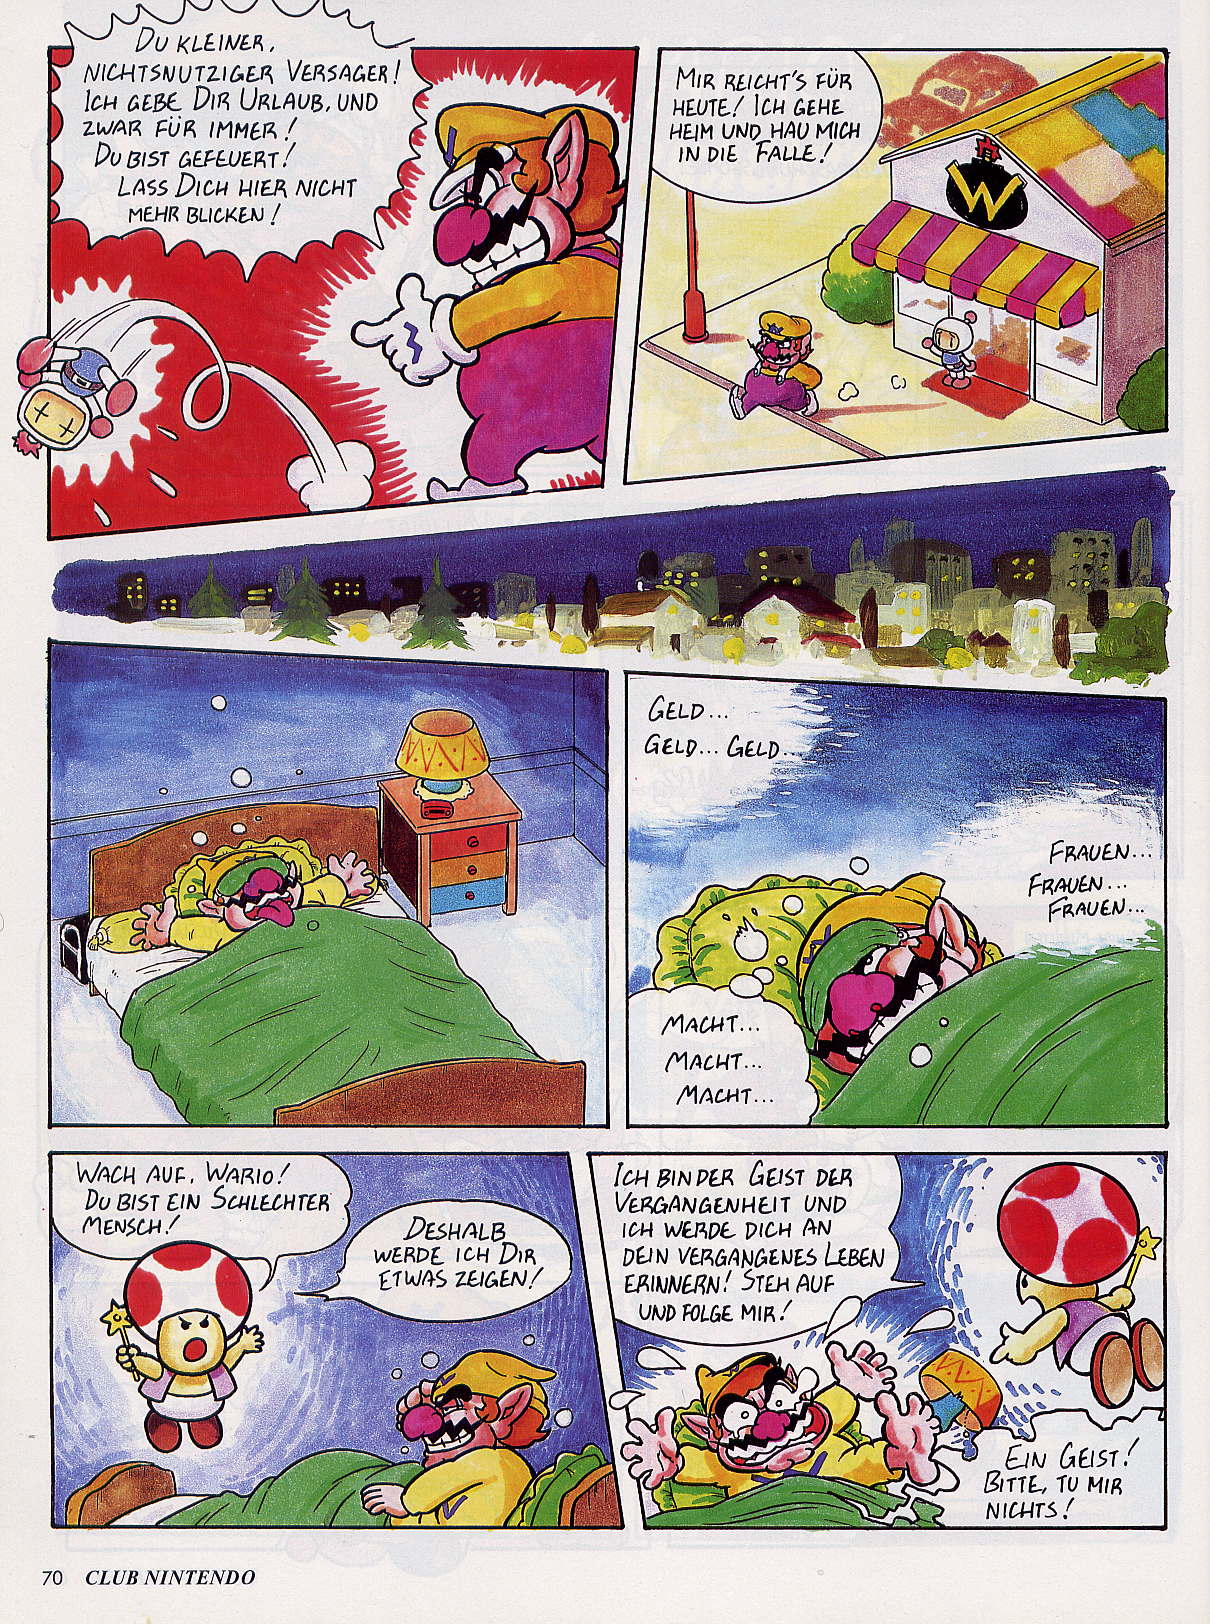 DU KLEINER,
NICHTSNUTZIGER VERSAGER!
ICH GEBE DIR URLAUB, UND
ZWAR FÜR IMMER!
DU BIST GEFEUERT!
LASS DICH HIER NICHT
MEHR BLICKEN!
MIR REICHT'S FÜR
HEUTE! ICH GEHE
HEIM UND HAU MICH
IN DIE FALLE!
W
GELD...
GELD... GELD...
FRAUEN...
FRAUEN...
FRAUEN...
MACHT...
MACHT...
MACHT...
WACH AUF, WARIO!
DU BIST EIN SCHLECHTER
MENSCH!
DESHALB
WERDE ICH DIR
ETWAS ZEIGEN!
ICH BIN DER GEIST DER
VERGANGENHEIT UND
ICH WERDE DICH AN
DEIN VERGANGENES LEBEN
ERINNERN! STEH AUF
UND FOLGE MIR!
EIN GEIST!
BITTE, TU MIR
NICHTS!
70 CLUB NINTENDO